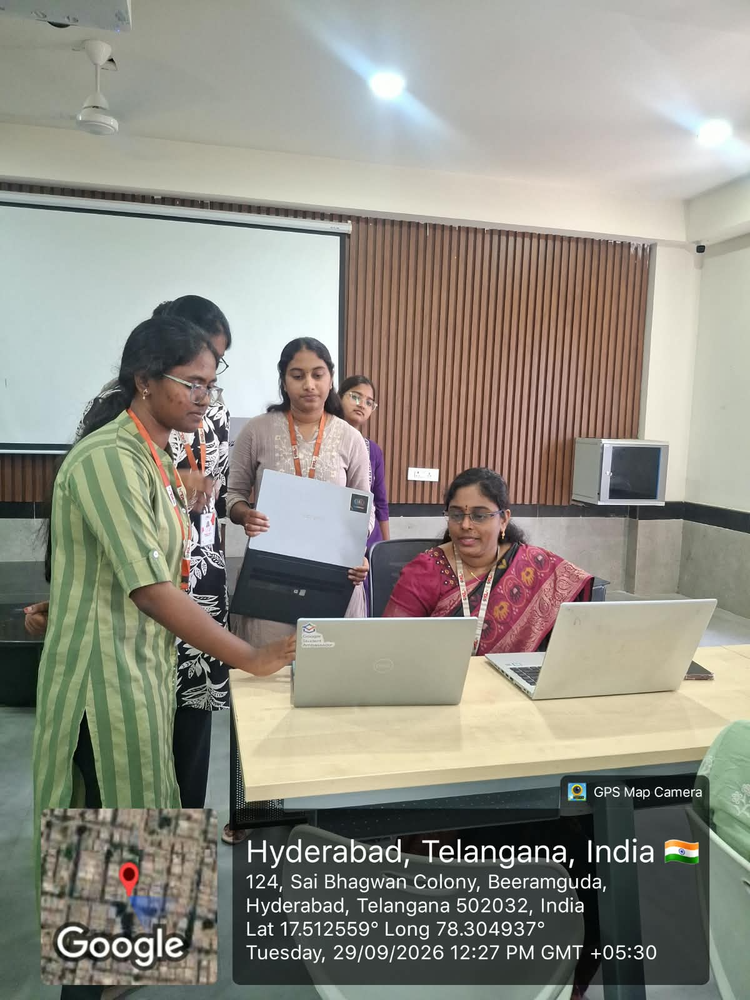 Google
Student
Ambassador
DELL
GPS Map Camera
Hyderabad, Telangana, India 🇮🇳
124, Sai Bhagwan Colony, Beeramguda,
Hyderabad, Telangana 502032, India
Lat 17.512559° Long 78.304937°
Tuesday, 29/09/2026 12:27 PM GMT +05:30
Google